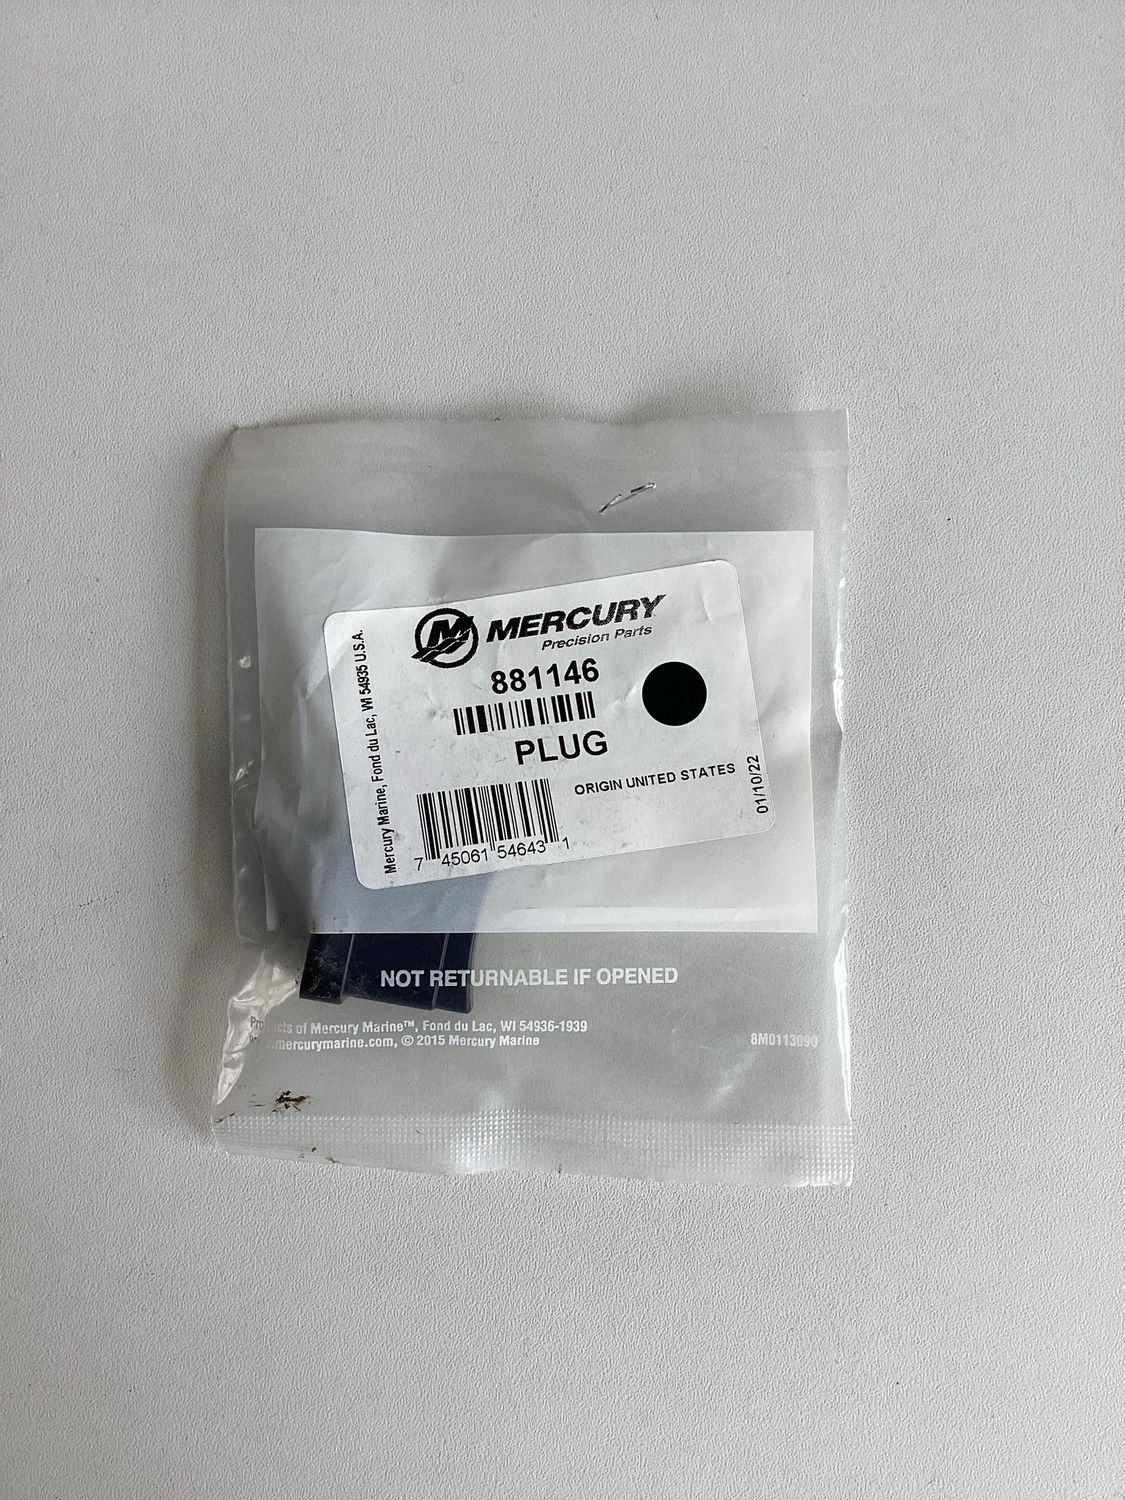 MERCURY
Precision Parts
881146
PLUG
ORIGIN UNITED STATES
7 45061 54643 1
01/10/22
Mercury Marine, Fond du Lac, WI 54935 U.S.A.
NOT RETURNABLE IF OPENED
of Mercury Marine™, Fond du Lac, WI 54936-1939
.mercurymarine.com, © 2015 Mercury Marine
8M0113090